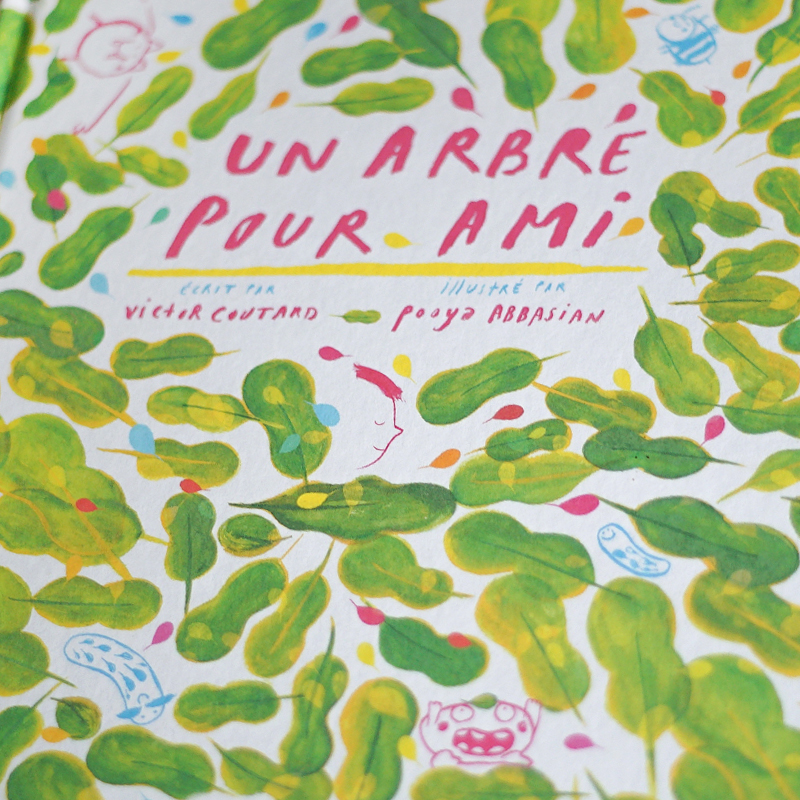 UN ARBRE
POUR AMI
ÉCRIT PAR
VICTOR COUTARD
ILLUSTRÉ PAR
POOYA ABBASIAN